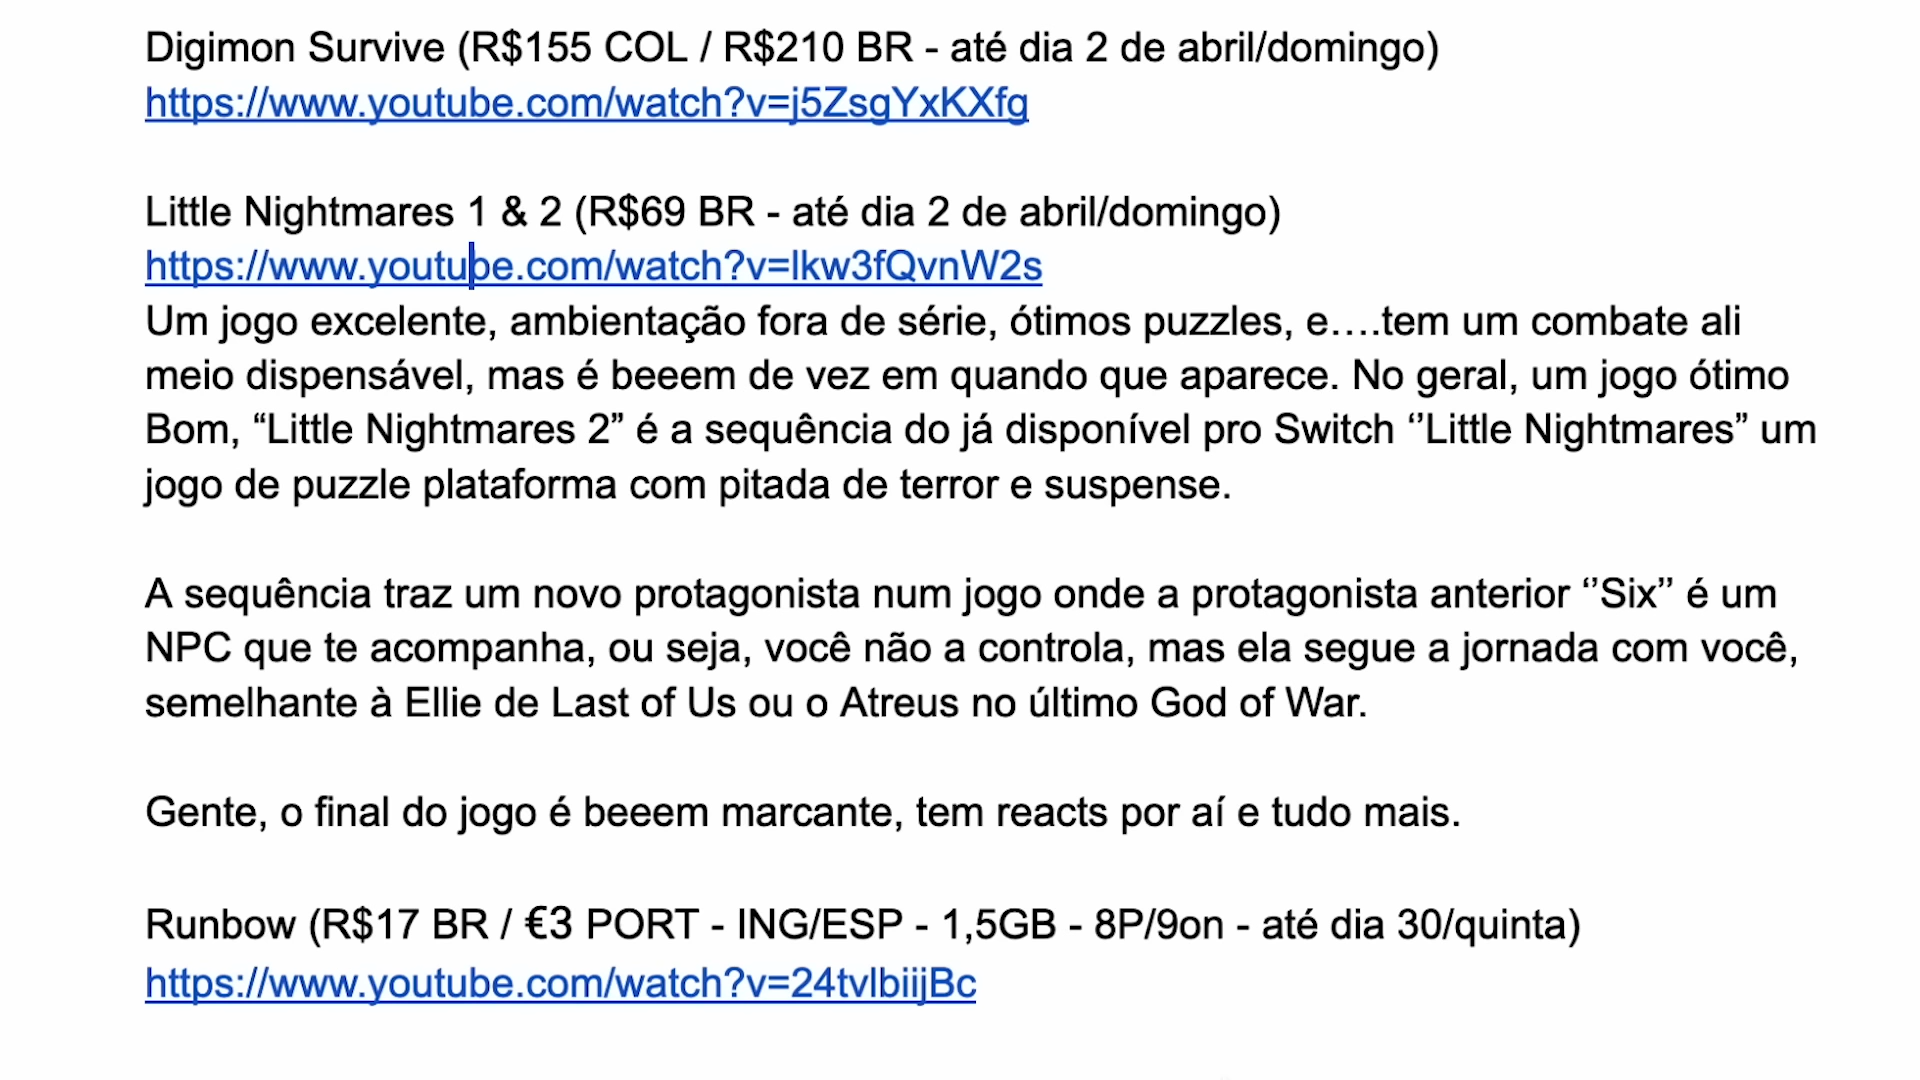 Digimon Survive (R$155 COL / R$210 BR - até dia 2 de abril/domingo)
https://www.youtube.com/watch?v=j5ZsgYxKXfg
Little Nightmares 1 & 2 (R$69 BR - até dia 2 de abril/domingo)
https://www.youtube.com/watch?v=lkw3fQvnW2s
Um jogo excelente, ambientação fora de série, ótimos puzzles, e….tem um combate ali
meio dispensável, mas é beeem de vez em quando que aparece. No geral, um jogo ótimo
Bom, “Little Nightmares 2” é a sequência do já disponível pro Switch ‘’Little Nightmares” um
jogo de puzzle plataforma com pitada de terror e suspense.
A sequência traz um novo protagonista num jogo onde a protagonista anterior ‘’Six’’ é um
NPC que te acompanha, ou seja, você não a controla, mas ela segue a jornada com você,
semelhante à Ellie de Last of Us ou o Atreus no último God of War.
Gente, o final do jogo é beeem marcante, tem reacts por aí e tudo mais.
Runbow (R$17 BR / €3 PORT - ING/ESP - 1,5GB - 8P/9on - até dia 30/quinta)
https://www.youtube.com/watch?v=24tvlbiijBc